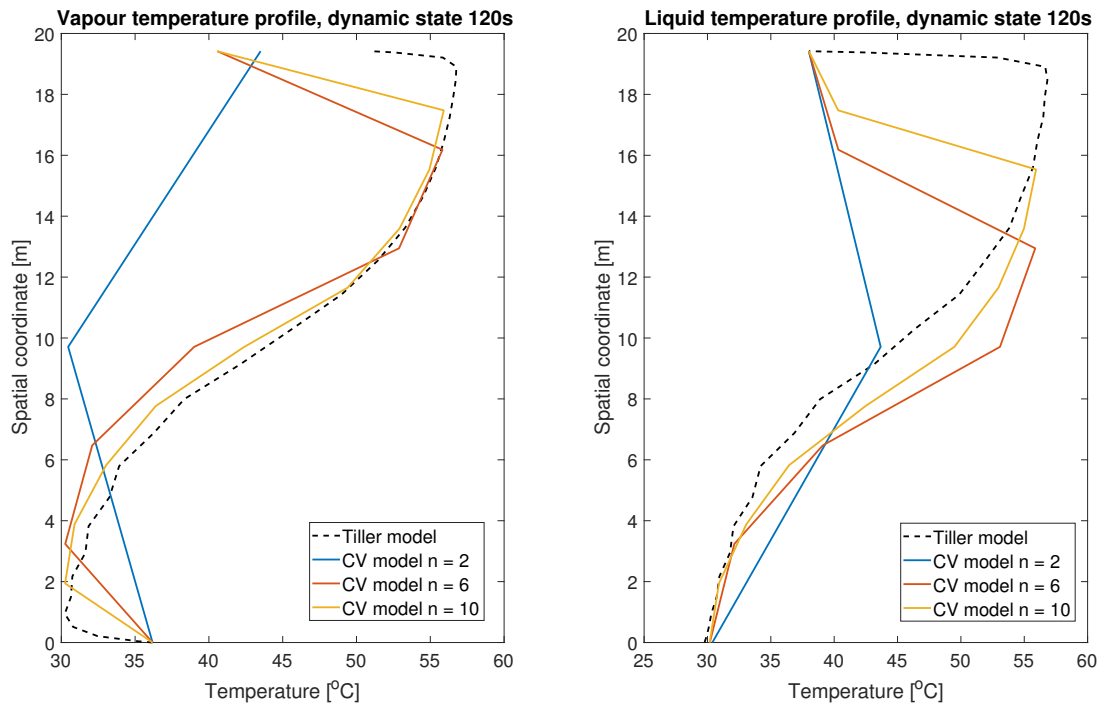 Vapour temperature profile, dynamic state 120s
20
18
16
14
12
10
8
6
4
2
0
Spatial coordinate [m]
30 35 40 45 50 55 60
Temperature [°C]
Tiller model
CV model n = 2
CV model n = 6
CV model n = 10
Liquid temperature profile, dynamic state 120s
20
18
16
14
12
10
8
6
4
2
0
Spatial coordinate [m]
25 30 35 40 45 50 55 60
Temperature [°C]
Tiller model
CV model n = 2
CV model n = 6
CV model n = 10